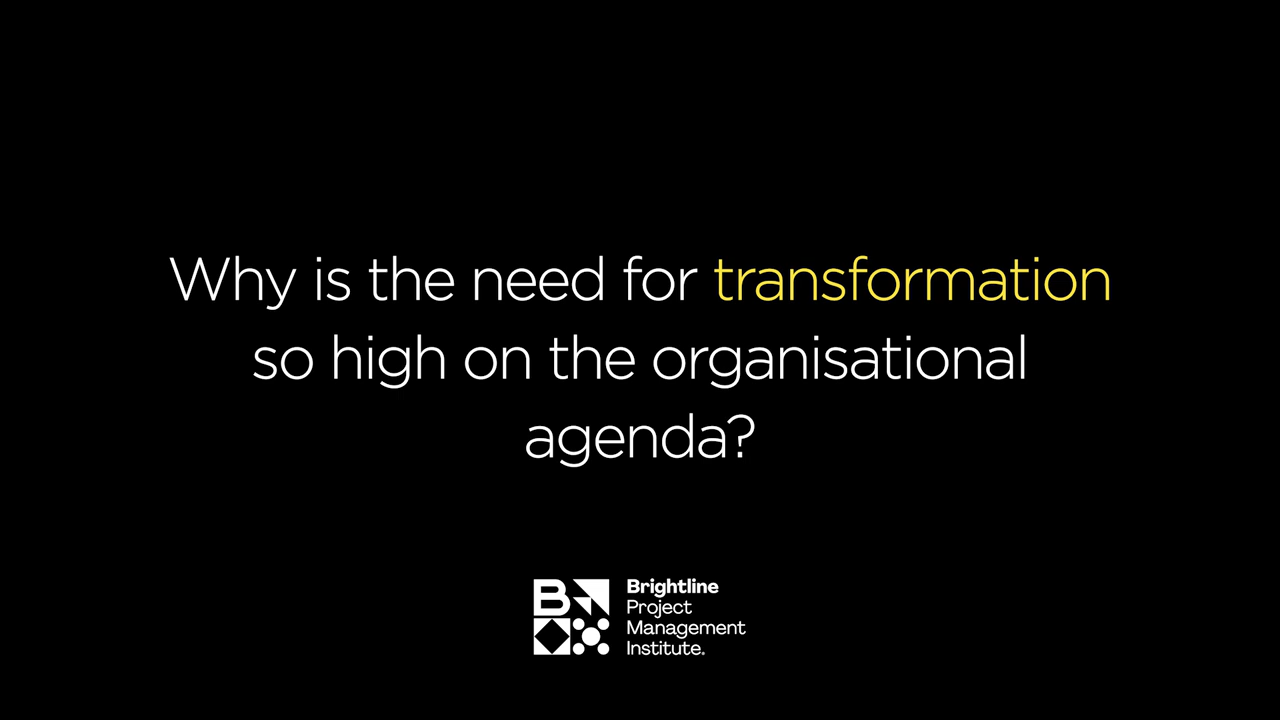 Why is the need for transformation
so high on the organisational
agenda?
B
Brightline
Project
Management
Institute.